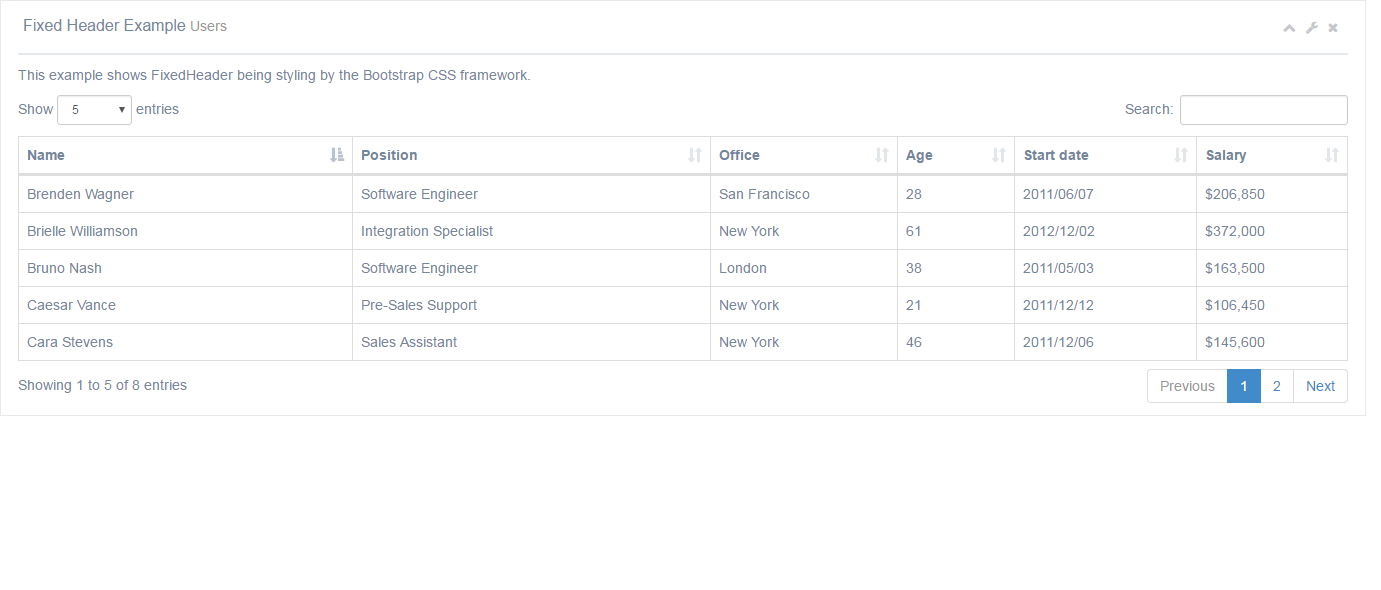 Fixed Header Example Users
This example shows FixedHeader being styling by the Bootstrap CSS framework.
Show 5 entries Search:
Name Position Office Age Start date Salary
Brenden Wagner Software Engineer San Francisco 28 2011/06/07 $206,850
Brielle Williamson Integration Specialist New York 61 2012/12/02 $372,000
Bruno Nash Software Engineer London 38 2011/05/03 $163,500
Caesar Vance Pre-Sales Support New York 21 2011/12/12 $106,450
Cara Stevens Sales Assistant New York 46 2011/12/06 $145,600
Showing 1 to 5 of 8 entries Previous 1 2 Next